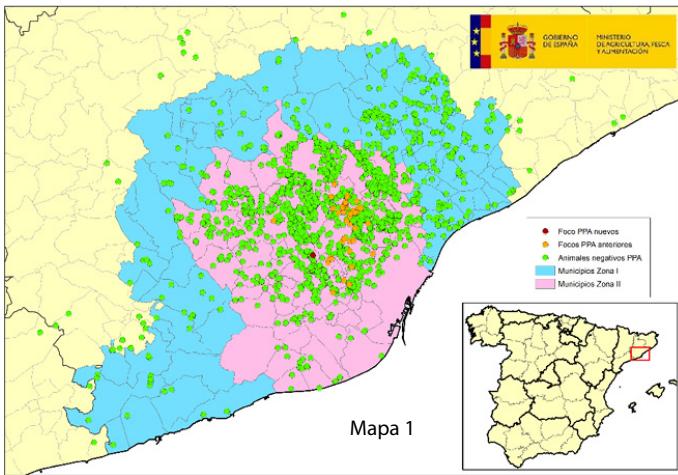 GOBIERNO
DE ESPAÑA
MINISTERIO
DE AGRICULTURA, PESCA
Y ALIMENTACIÓN
Foco PPA nuevos
Focos PPA anteriores
Animales negativos PPA
Municipios Zona I
Municipios Zona II
Mapa 1